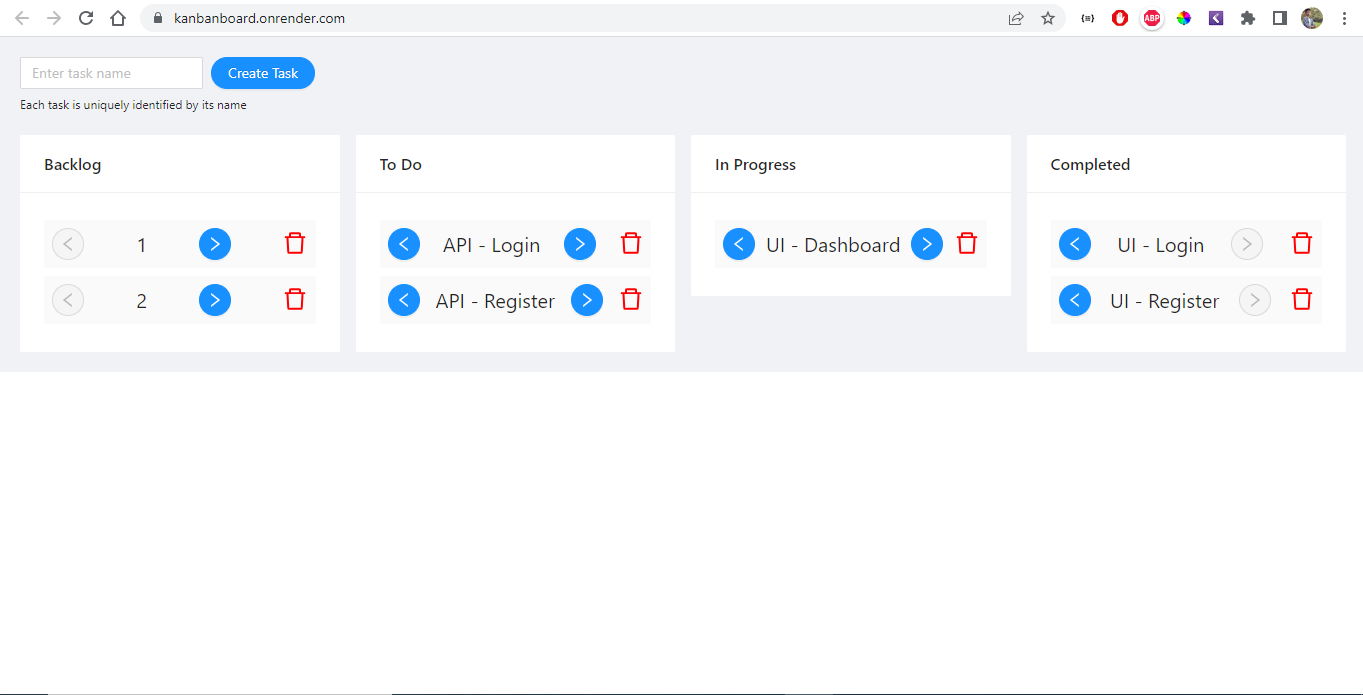 kanbanboard.onrender.com
ABP
Enter task name
Create Task
Each task is uniquely identified by its name
Backlog
1
2
To Do
API - Login
API - Register
In Progress
UI - Dashboard
Completed
UI - Login
UI - Register